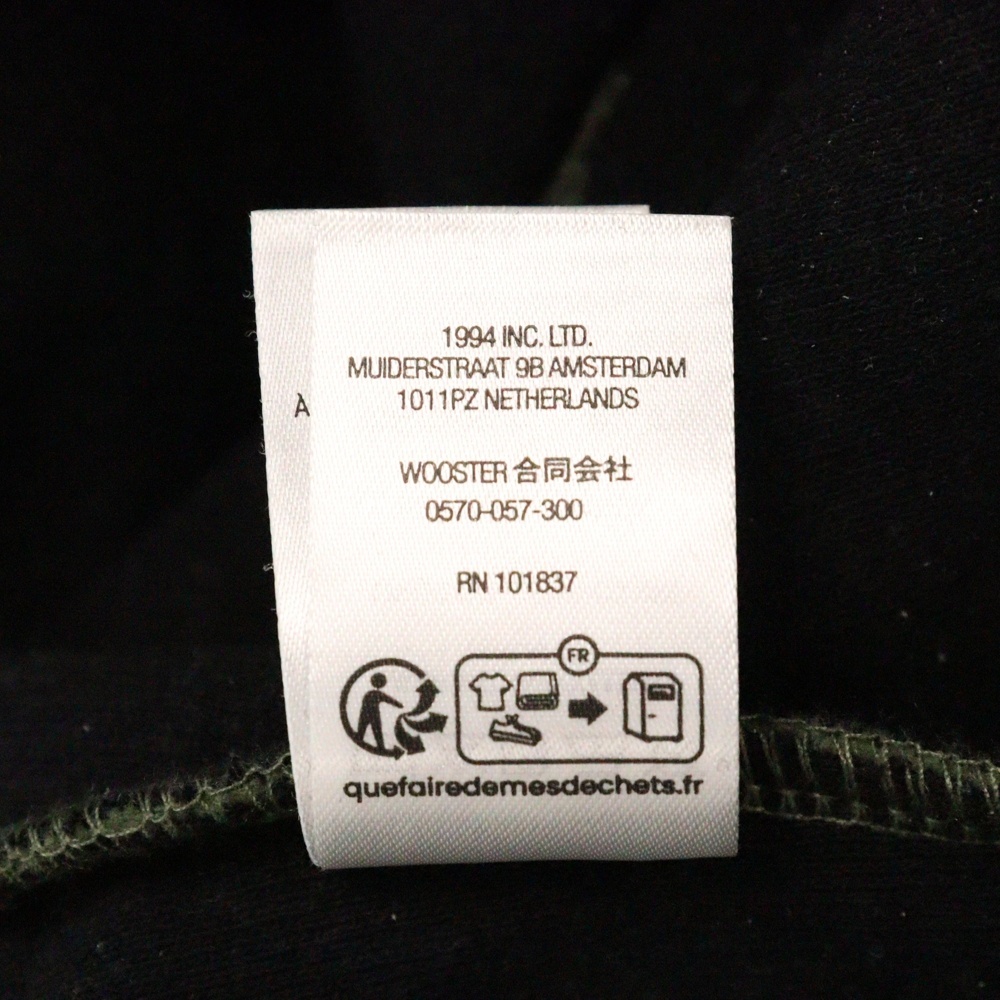 1994 INC. LTD.
MUIDERSTRAAT 9B AMSTERDAM
1011PZ NETHERLANDS
A
WOOSTER 合同会社
0570-057-300
RN 101837
FR
quefairedemesdechets.fr